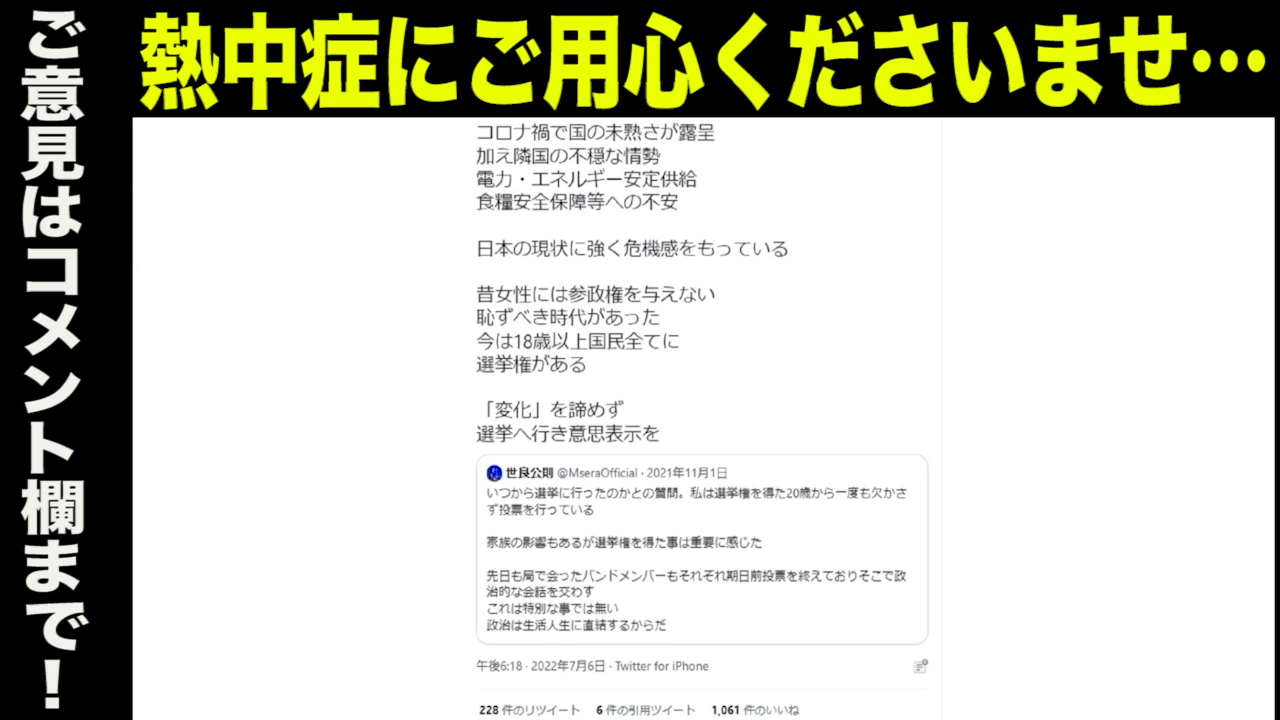 熱中症にご用心くださいませ…
ご意見はコメント欄まで!
コロナ禍で国の未熟さが露呈
加え隣国の不穏な情勢
電力・エネルギー安定供給
食糧安全保障等への不安
日本の現状に強く危機感をもっている
昔女性には参政権を与えない
恥ずべき時代があった
今は18歳以上国民全てに
選挙権がある
「変化」を諦めず
選挙へ行き意思表示を
世良公則 @MseraOfficial · 2021年11月1日
いつから選挙に行ったのかとの質問。私は選挙権を得た20歳から一度も欠かさ
ず投票を行っている
家族の影響もあるが選挙権を得た事は重要に感じた
先日も局で会ったバンドメンバーもそれぞれ期日前投票を終えておりそこで政
治的な会話を交わす
これは特別な事では無い
政治は生活人生に直結するからだ
午後6:18 · 2022年7月6日 · Twitter for iPhone
228 件のリツイート 6 件の引用ツイート 1,061 件のいいね